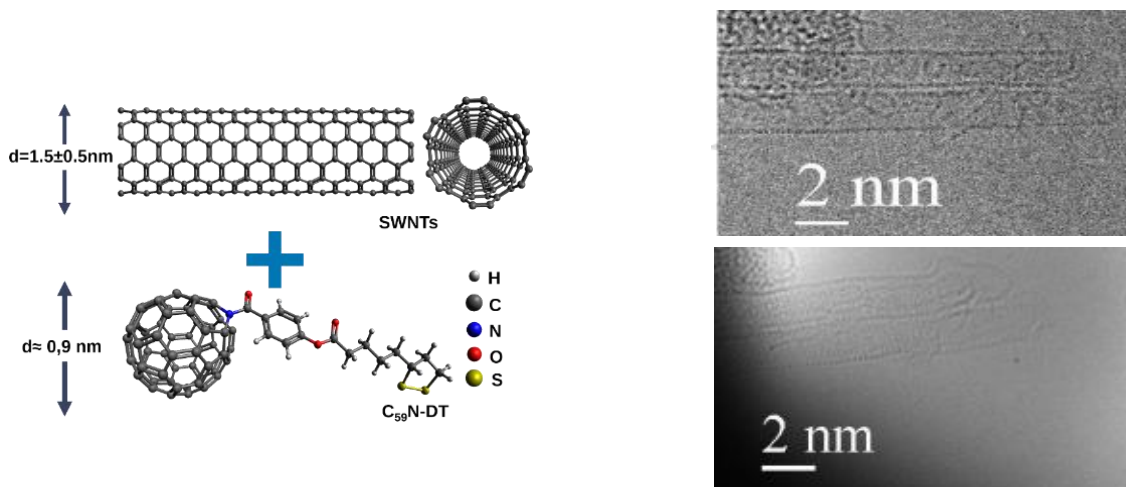 d=1.5±0.5nm
SWNTs
d≈ 0,9 nm
H
C
N
O
S
C₅₉N-DT
2 nm
2 nm